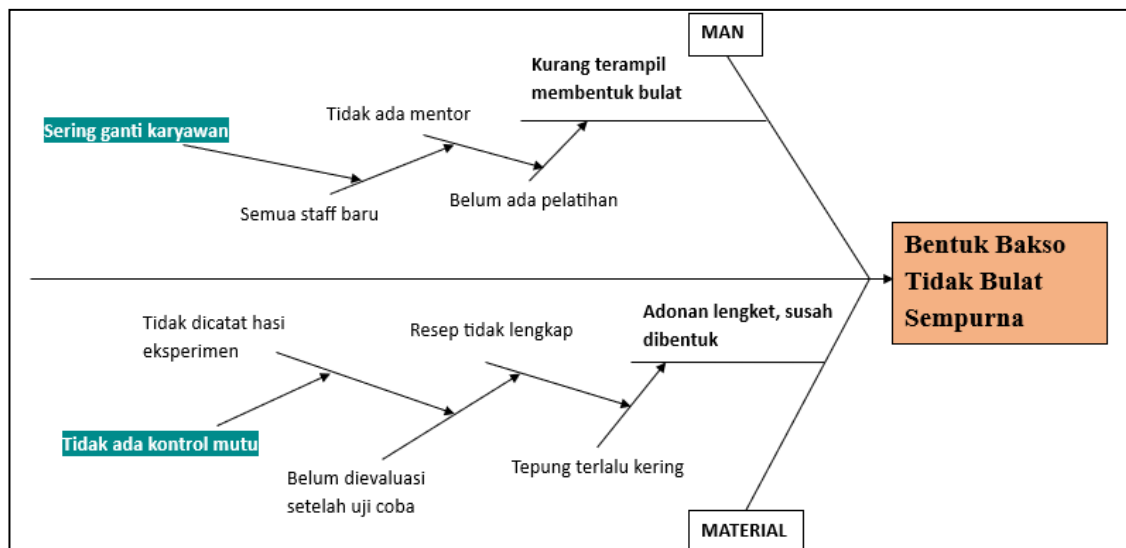 MAN
Kurang terampil
membentuk bulat
Tidak ada mentor
Sering ganti karyawan
Semua staff baru
Belum ada pelatihan
Bentuk Bakso
Tidak Bulat
Sempurna
Tidak dicatat hasi
eksperimen
Resep tidak lengkap
Adonan lengket, susah
dibentuk
Tidak ada kontrol mutu
Belum dievaluasi
setelah uji coba
Tepung terlalu kering
MATERIAL